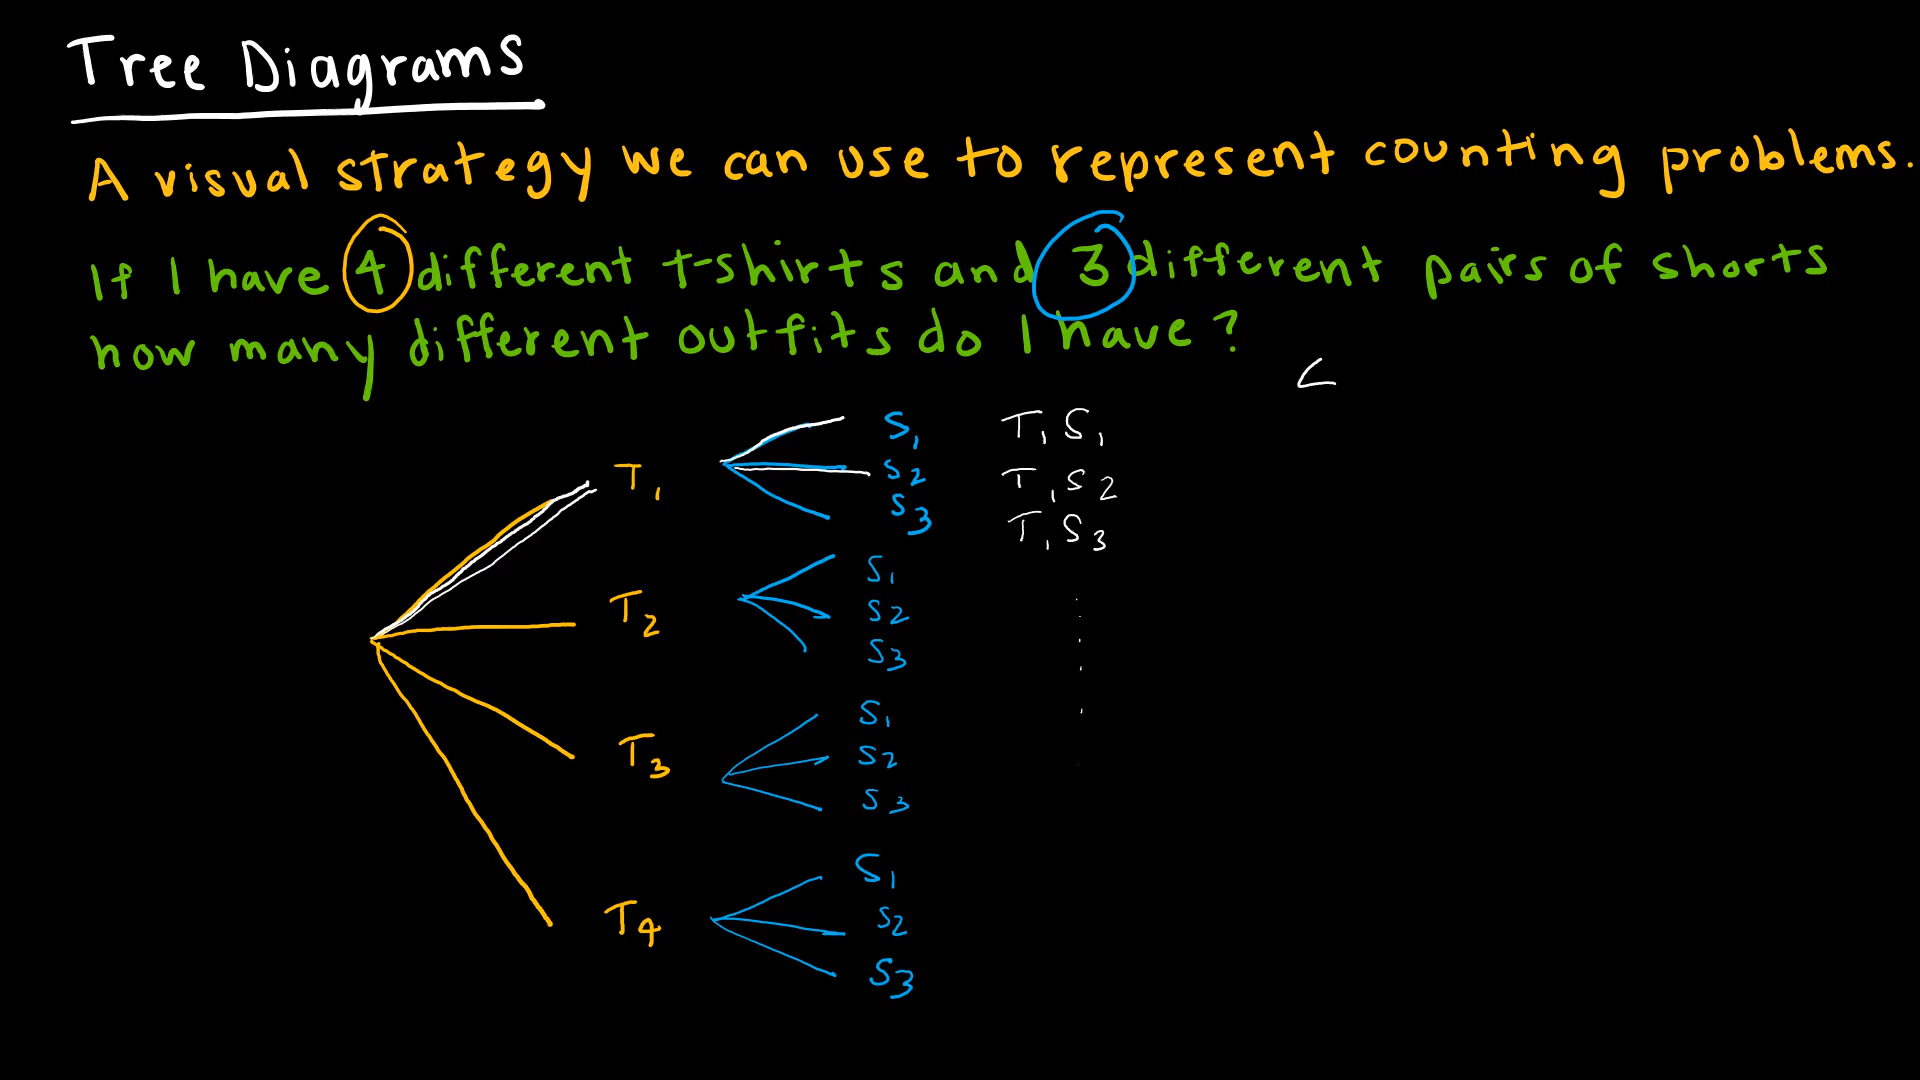 Tree Diagrams
A visual strategy we can use to represent counting problems.
If I have 4 different t-shirts and 3 different pairs of shorts
how many different outfits do I have?
T1
S1
S2
S3
T1S1
T1S2
T1S3
T2
S1
S2
S3
T3
S1
S2
S3
T4
S1
S2
S3